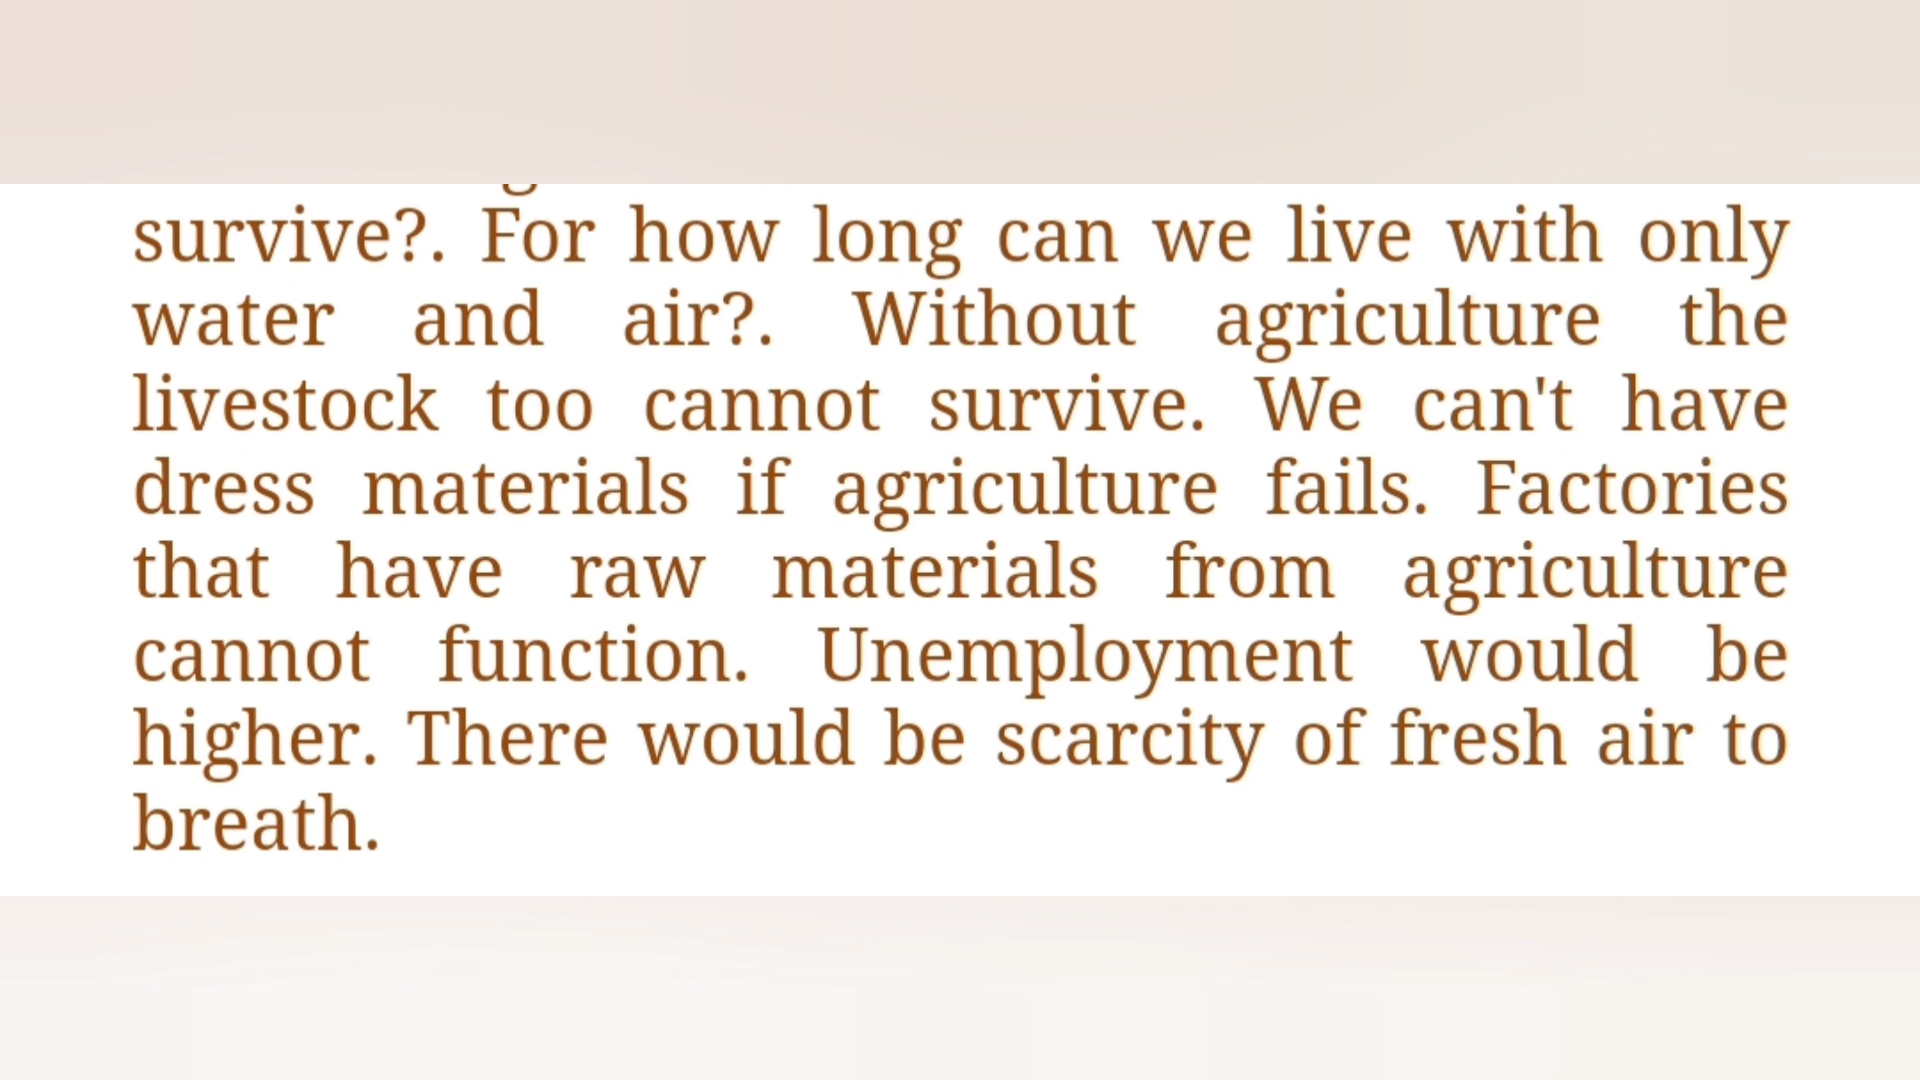 survive?. For how long can we live with only
water and air?. Without agriculture the
livestock too cannot survive. We can't have
dress materials if agriculture fails. Factories
that have raw materials from agriculture
cannot function. Unemployment would be
higher. There would be scarcity of fresh air to
breath.